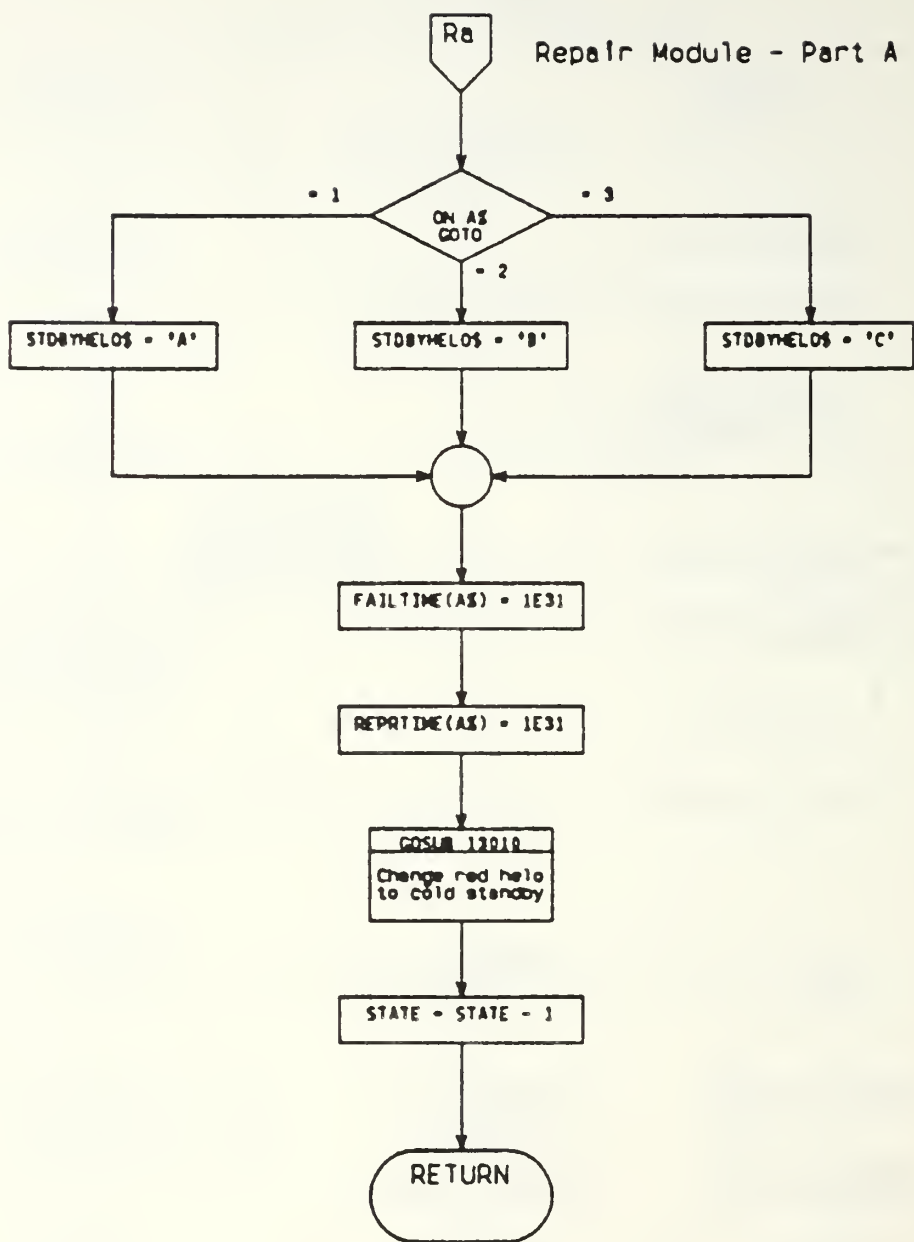 Ra
Repair Module - Part A
= 1
= 3
ON A%
GOTO
= 2
STDBYHELO$ = 'A'
STDBYHELO$ = 'B'
STDBYHELO$ = 'C'
FAILTIME(A%) = 1E31
REPRTIME(A%) = 1E31
GOSUB 12010
Change red helo
to cold standby
STATE = STATE - 1
RETURN